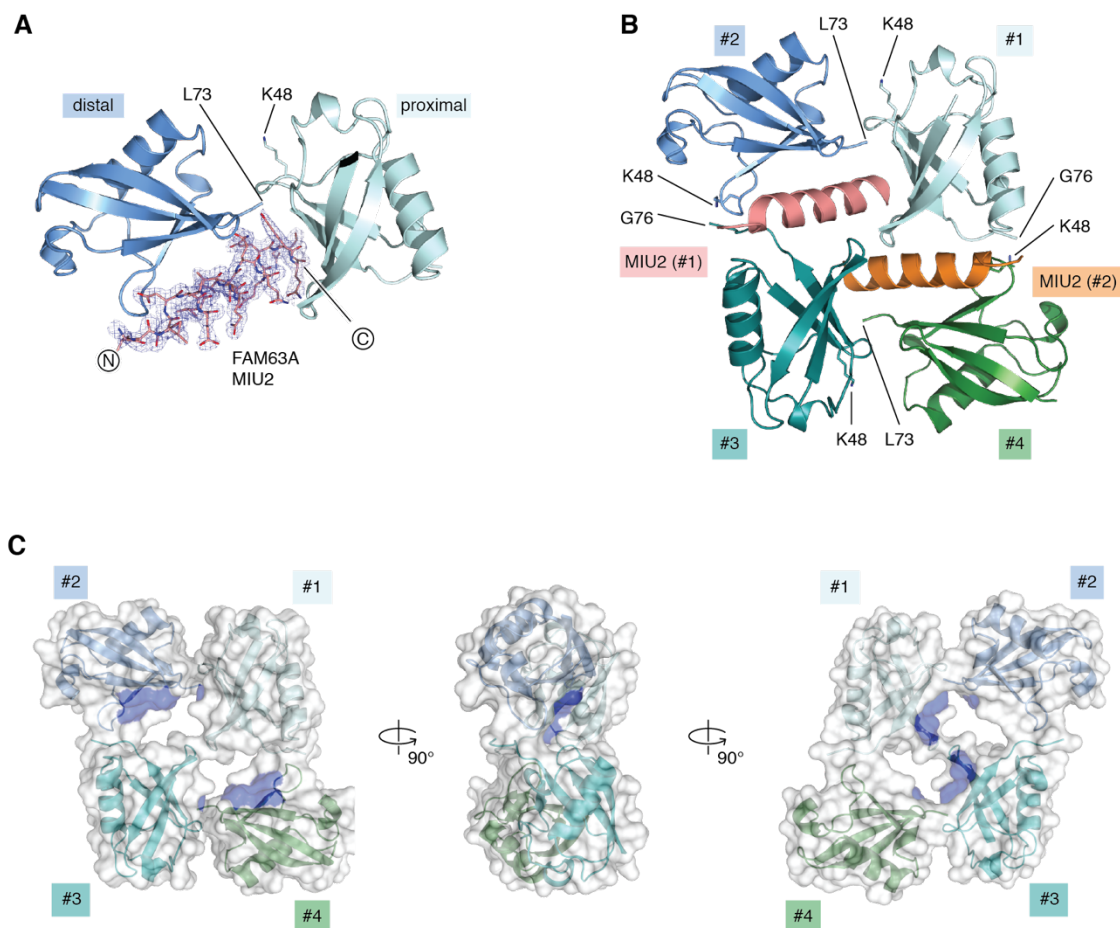 A
distal
L73
K48
proximal
N
FAM63A
MIU2
C
B
#2
L73
K48
#1
K48
G76
G76
K48
MIU2 (#1)
MIU2 (#2)
#3
K48
L73
#4
C
#2
#1
90°
90°
#1
#2
#3
#4
#4
#3